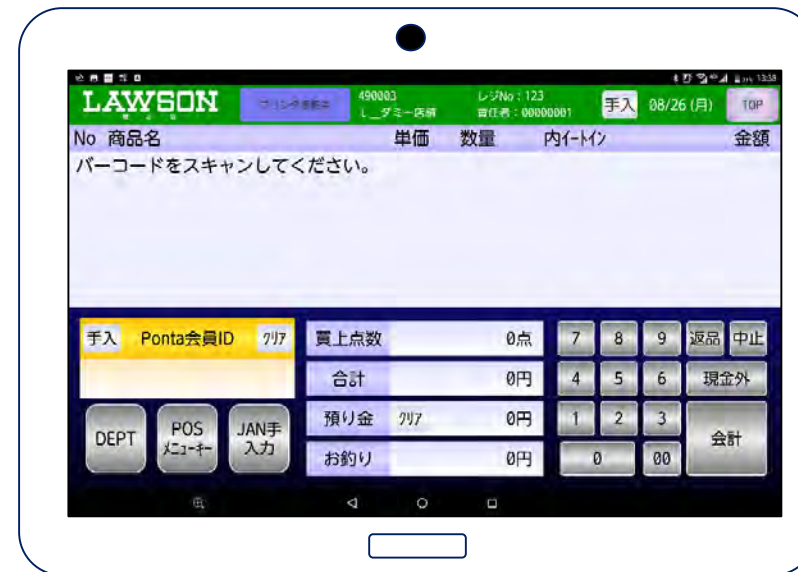 13:38
LAWSON 490003 レジNo：123 手入 08/26 (月) TOP
L__ダミー店舗 責任者：00000001
No 商品名 単価 数量 内イートイン 金額
バーコードをスキャンしてください。
手入 Ponta会員ID クリア 買上点数 0点 7 8 9 返品 中止
合計 0円 4 5 6 現金外
DEPT POS JAN手 預り金 クリア 0円 1 2 3 会計
メニューキー 入力 お釣り 0円 0 00